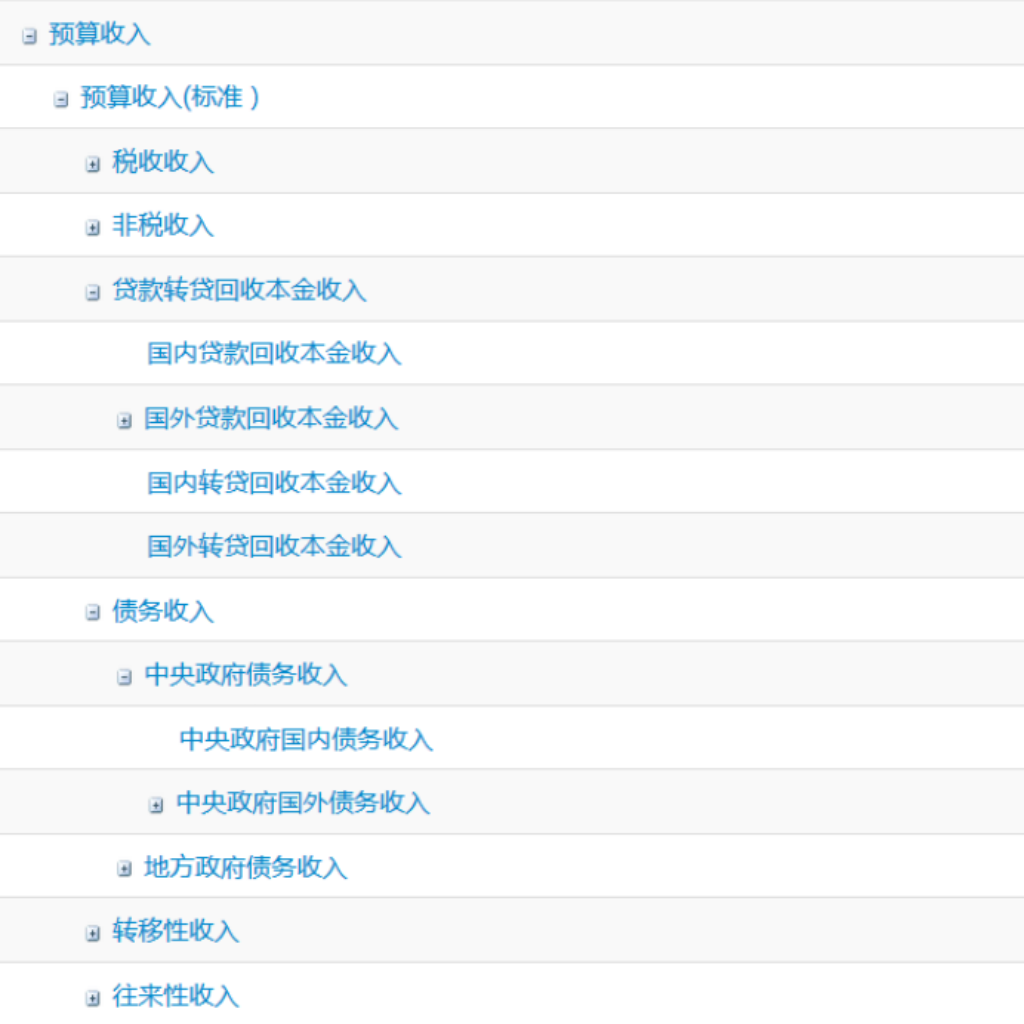 预算收入
预算收入(标准 )
税收收入
非税收入
贷款转贷回收本金收入
国内贷款回收本金收入
国外贷款回收本金收入
国内转贷回收本金收入
国外转贷回收本金收入
债务收入
中央政府债务收入
中央政府国内债务收入
中央政府国外债务收入
地方政府债务收入
转移性收入
往来性收入